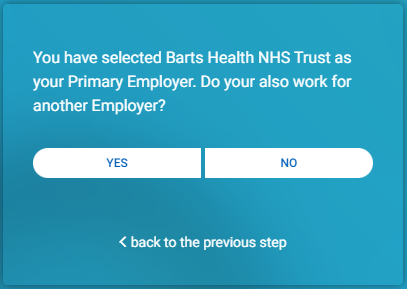 You have selected Barts Health NHS Trust as
your Primary Employer. Do your also work for
another Employer?
YES
NO
back to the previous step